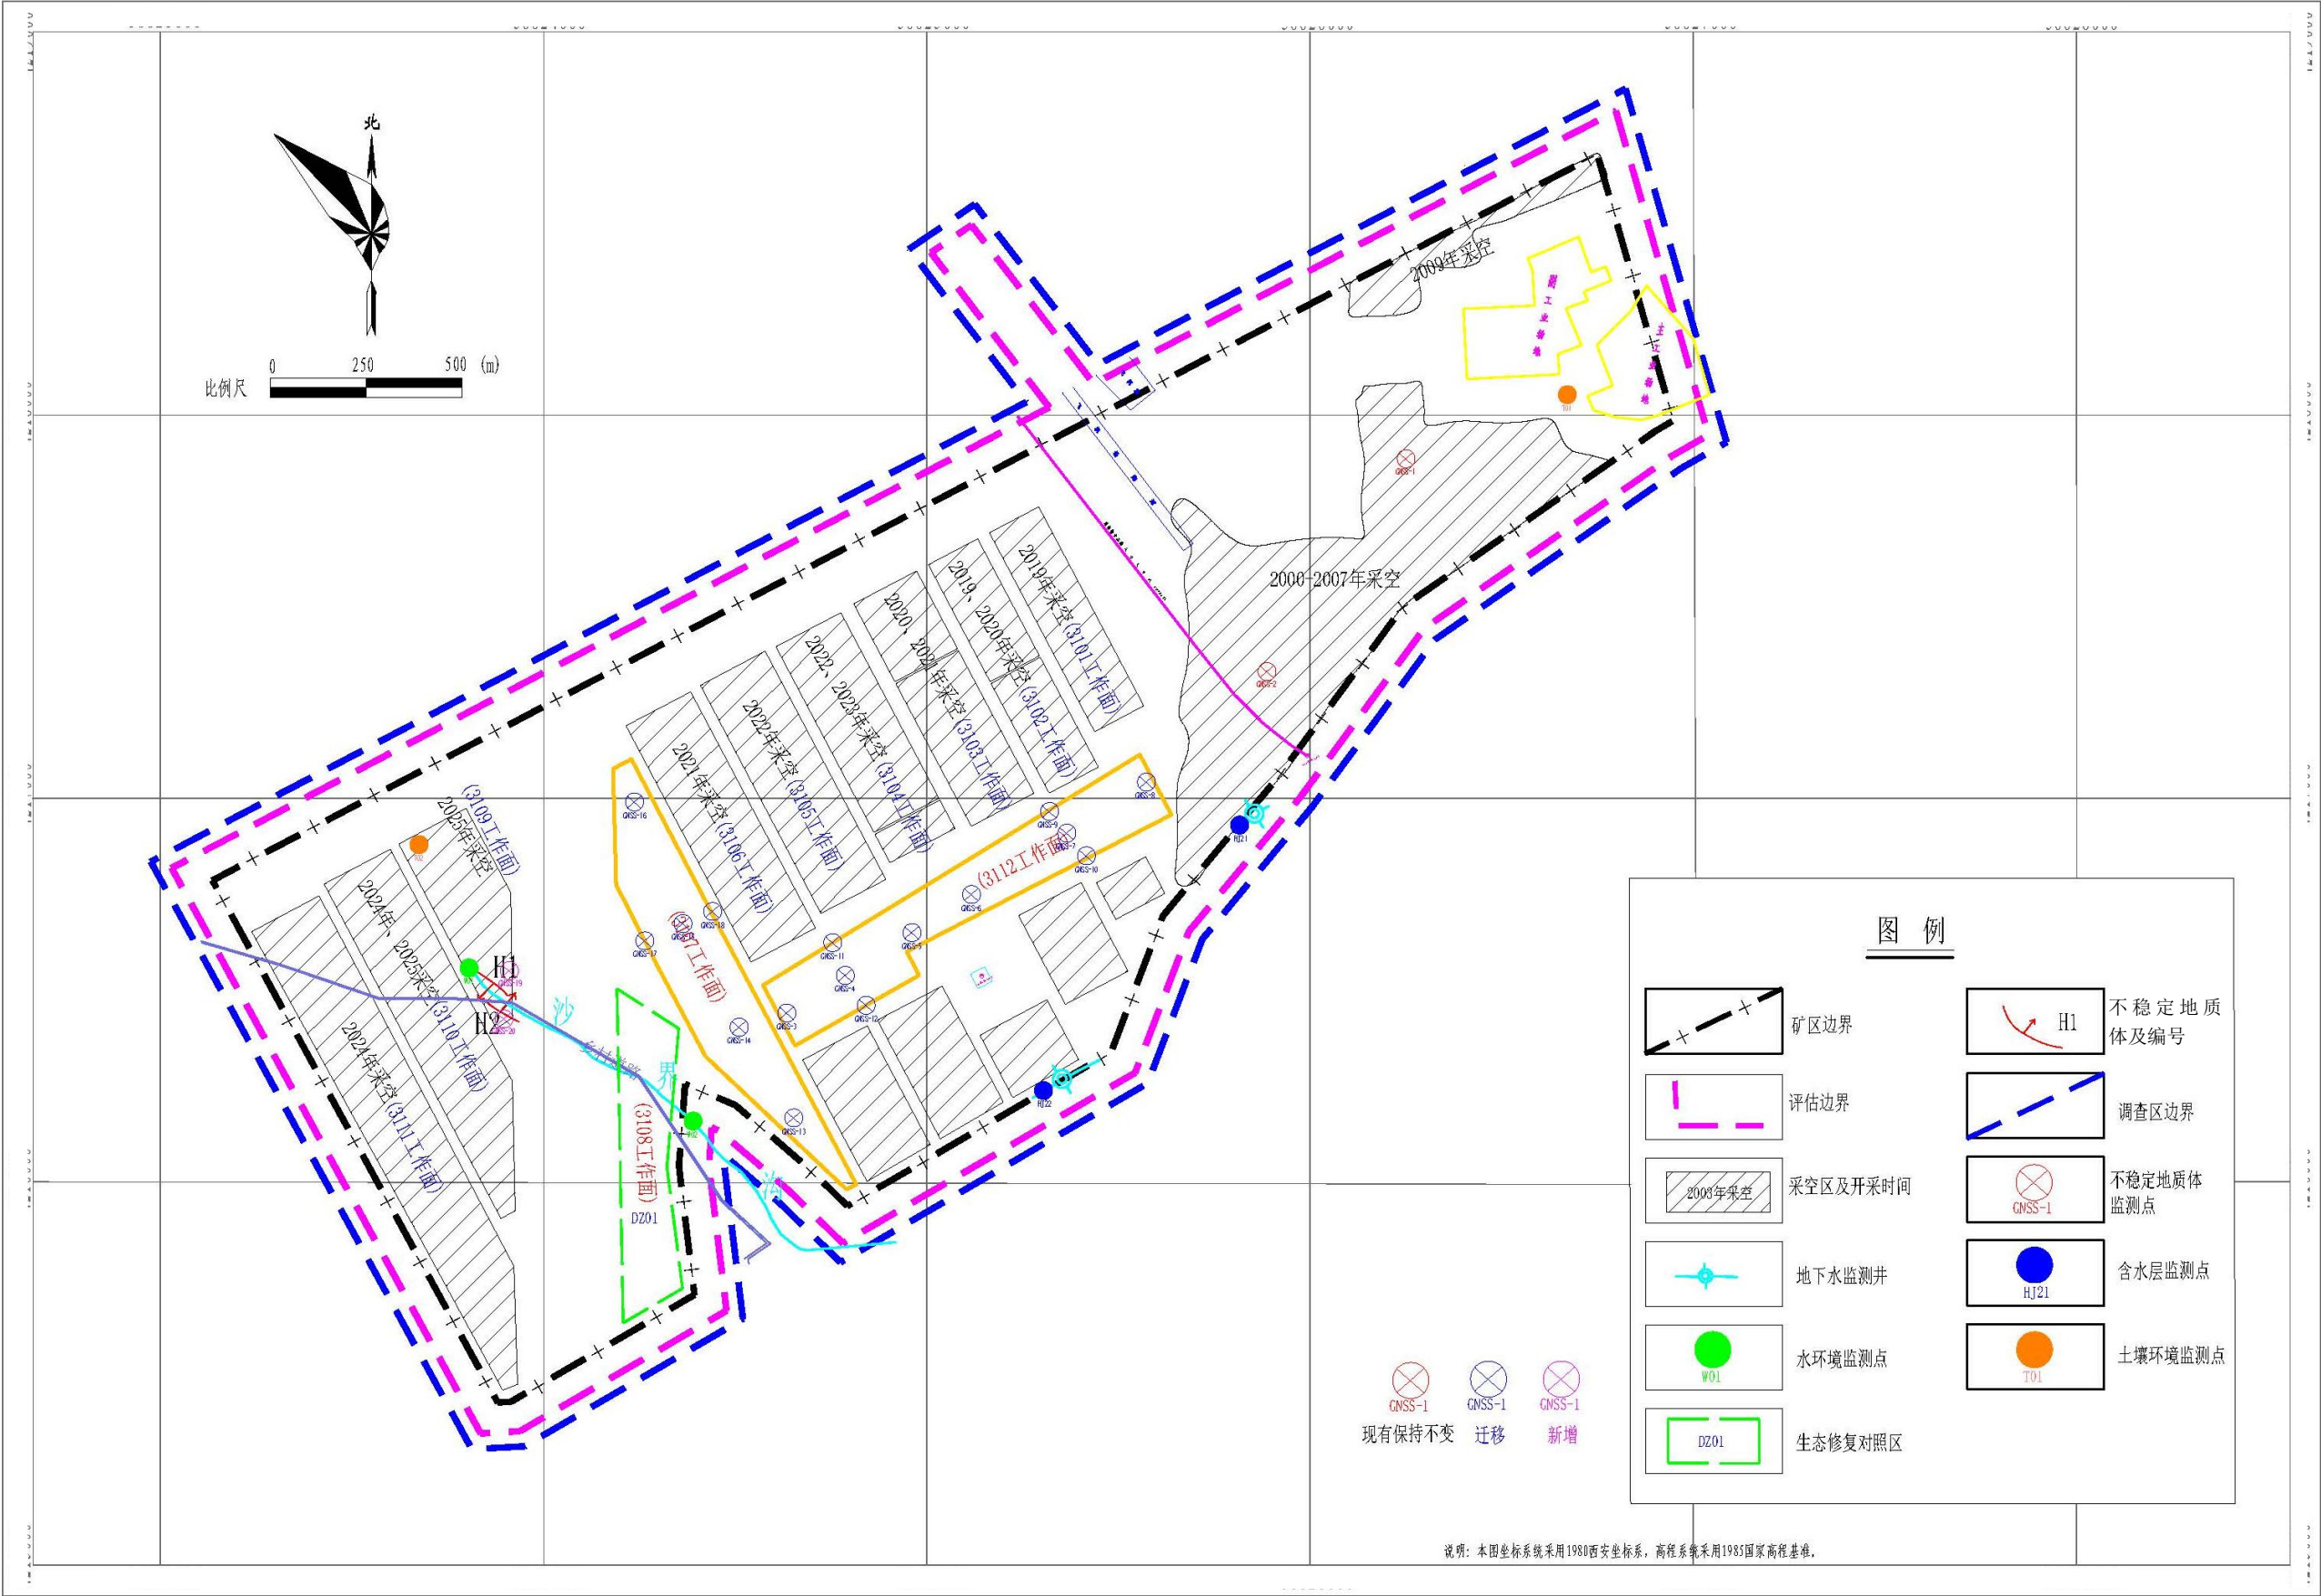 北
0 250 500 (m)
比例尺
2009年采空
GNSS-1
2000-2007年采空
GNSS-2
2019年采空(3101工作面)
2019、2020年采空(3102工作面)
2020、2021年采空(3103工作面)
2022、2023年采空(3104工作面)
2022年采空(3105工作面)
2021年采空(3106工作面)
(3107工作面)
(3112工作面)
(3109工作面)
2025年采空
2024年、2025采空(3110工作面)
2024年采空(3111工作面)
(3108工作面)
DZ01
GNSS-16
GNSS-8
GNSS-9
GNSS-7
GNSS-10
GNSS-6
GNSS-5
GNSS-18
GNSS-17
GNSS-11
GNSS-4
GNSS-3
GNSS-12
GNSS-14
GNSS-13
HJ21
HJ22
H1
GNSS-19
H2
沙
界
沟
乡村道路
图 例
矿区边界
H1
不稳定地质
体及编号
评估边界
调查区边界
2003年采空
采空区及开采时间
GNSS-1
不稳定地质体
监测点
地下水监测井
HJ21
含水层监测点
W01
水环境监测点
T01
土壤环境监测点
DZ01
生态修复对照区
GNSS-1 GNSS-1 GNSS-1
现有保持不变 迁移 新增
说明：本图坐标系统采用1980西安坐标系，高程系统采用1985国家高程基准。